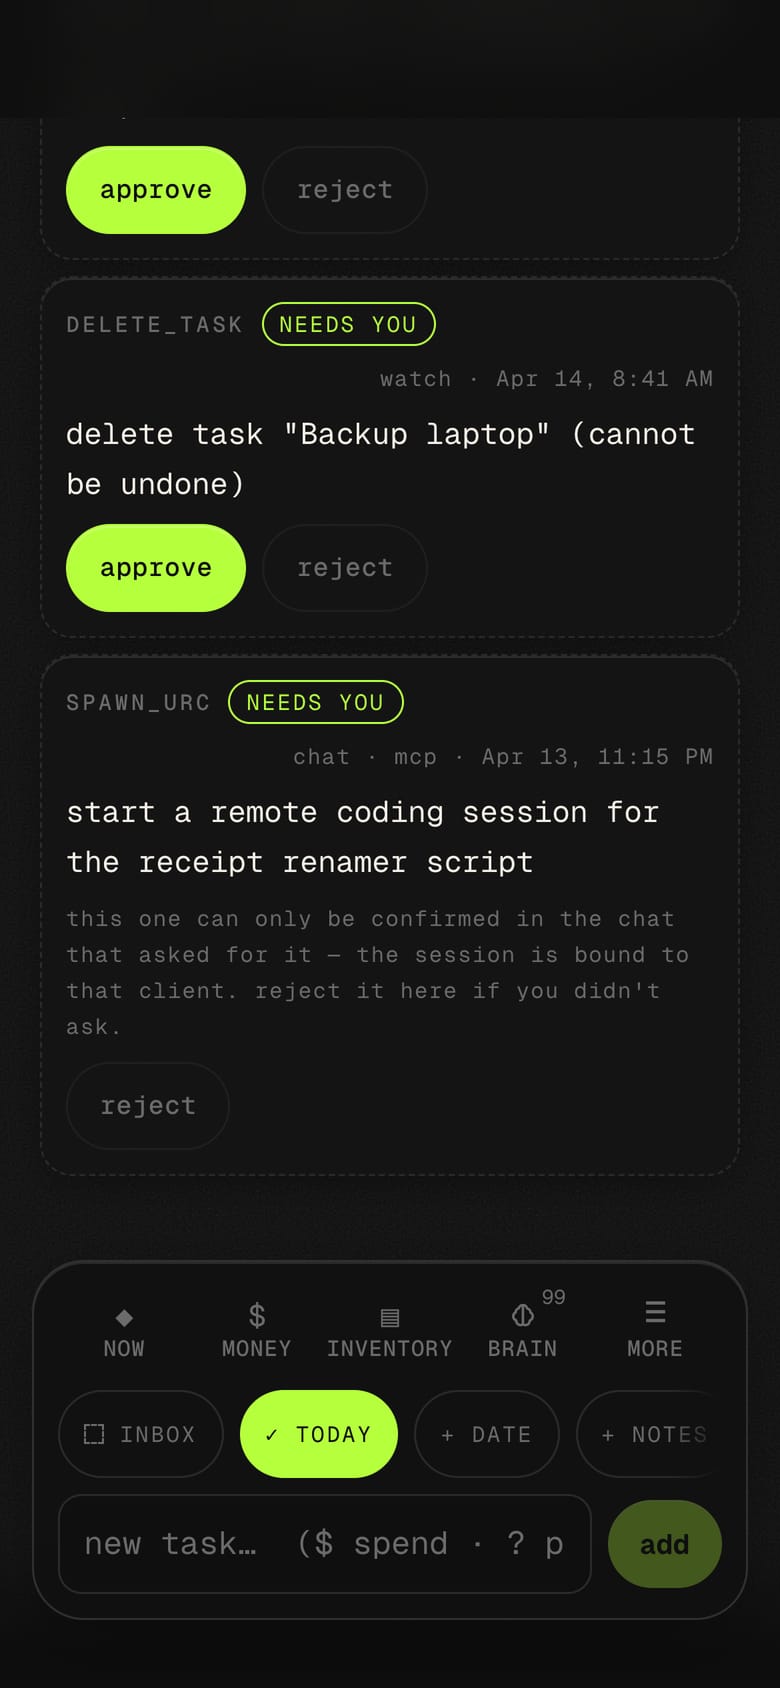 approve reject
DELETE_TASK NEEDS YOU
watch · Apr 14, 8:41 AM
delete task "Backup laptop" (cannot
be undone)
approve reject
SPAWN_URC NEEDS YOU
chat · mcp · Apr 13, 11:15 PM
start a remote coding session for
the receipt renamer script
this one can only be confirmed in the chat
that asked for it — the session is bound to
that client. reject it here if you didn't
ask.
reject
99
NOW MONEY INVENTORY BRAIN MORE
INBOX ✓ TODAY + DATE + NOTES
new task… ($ spend · ? p
add